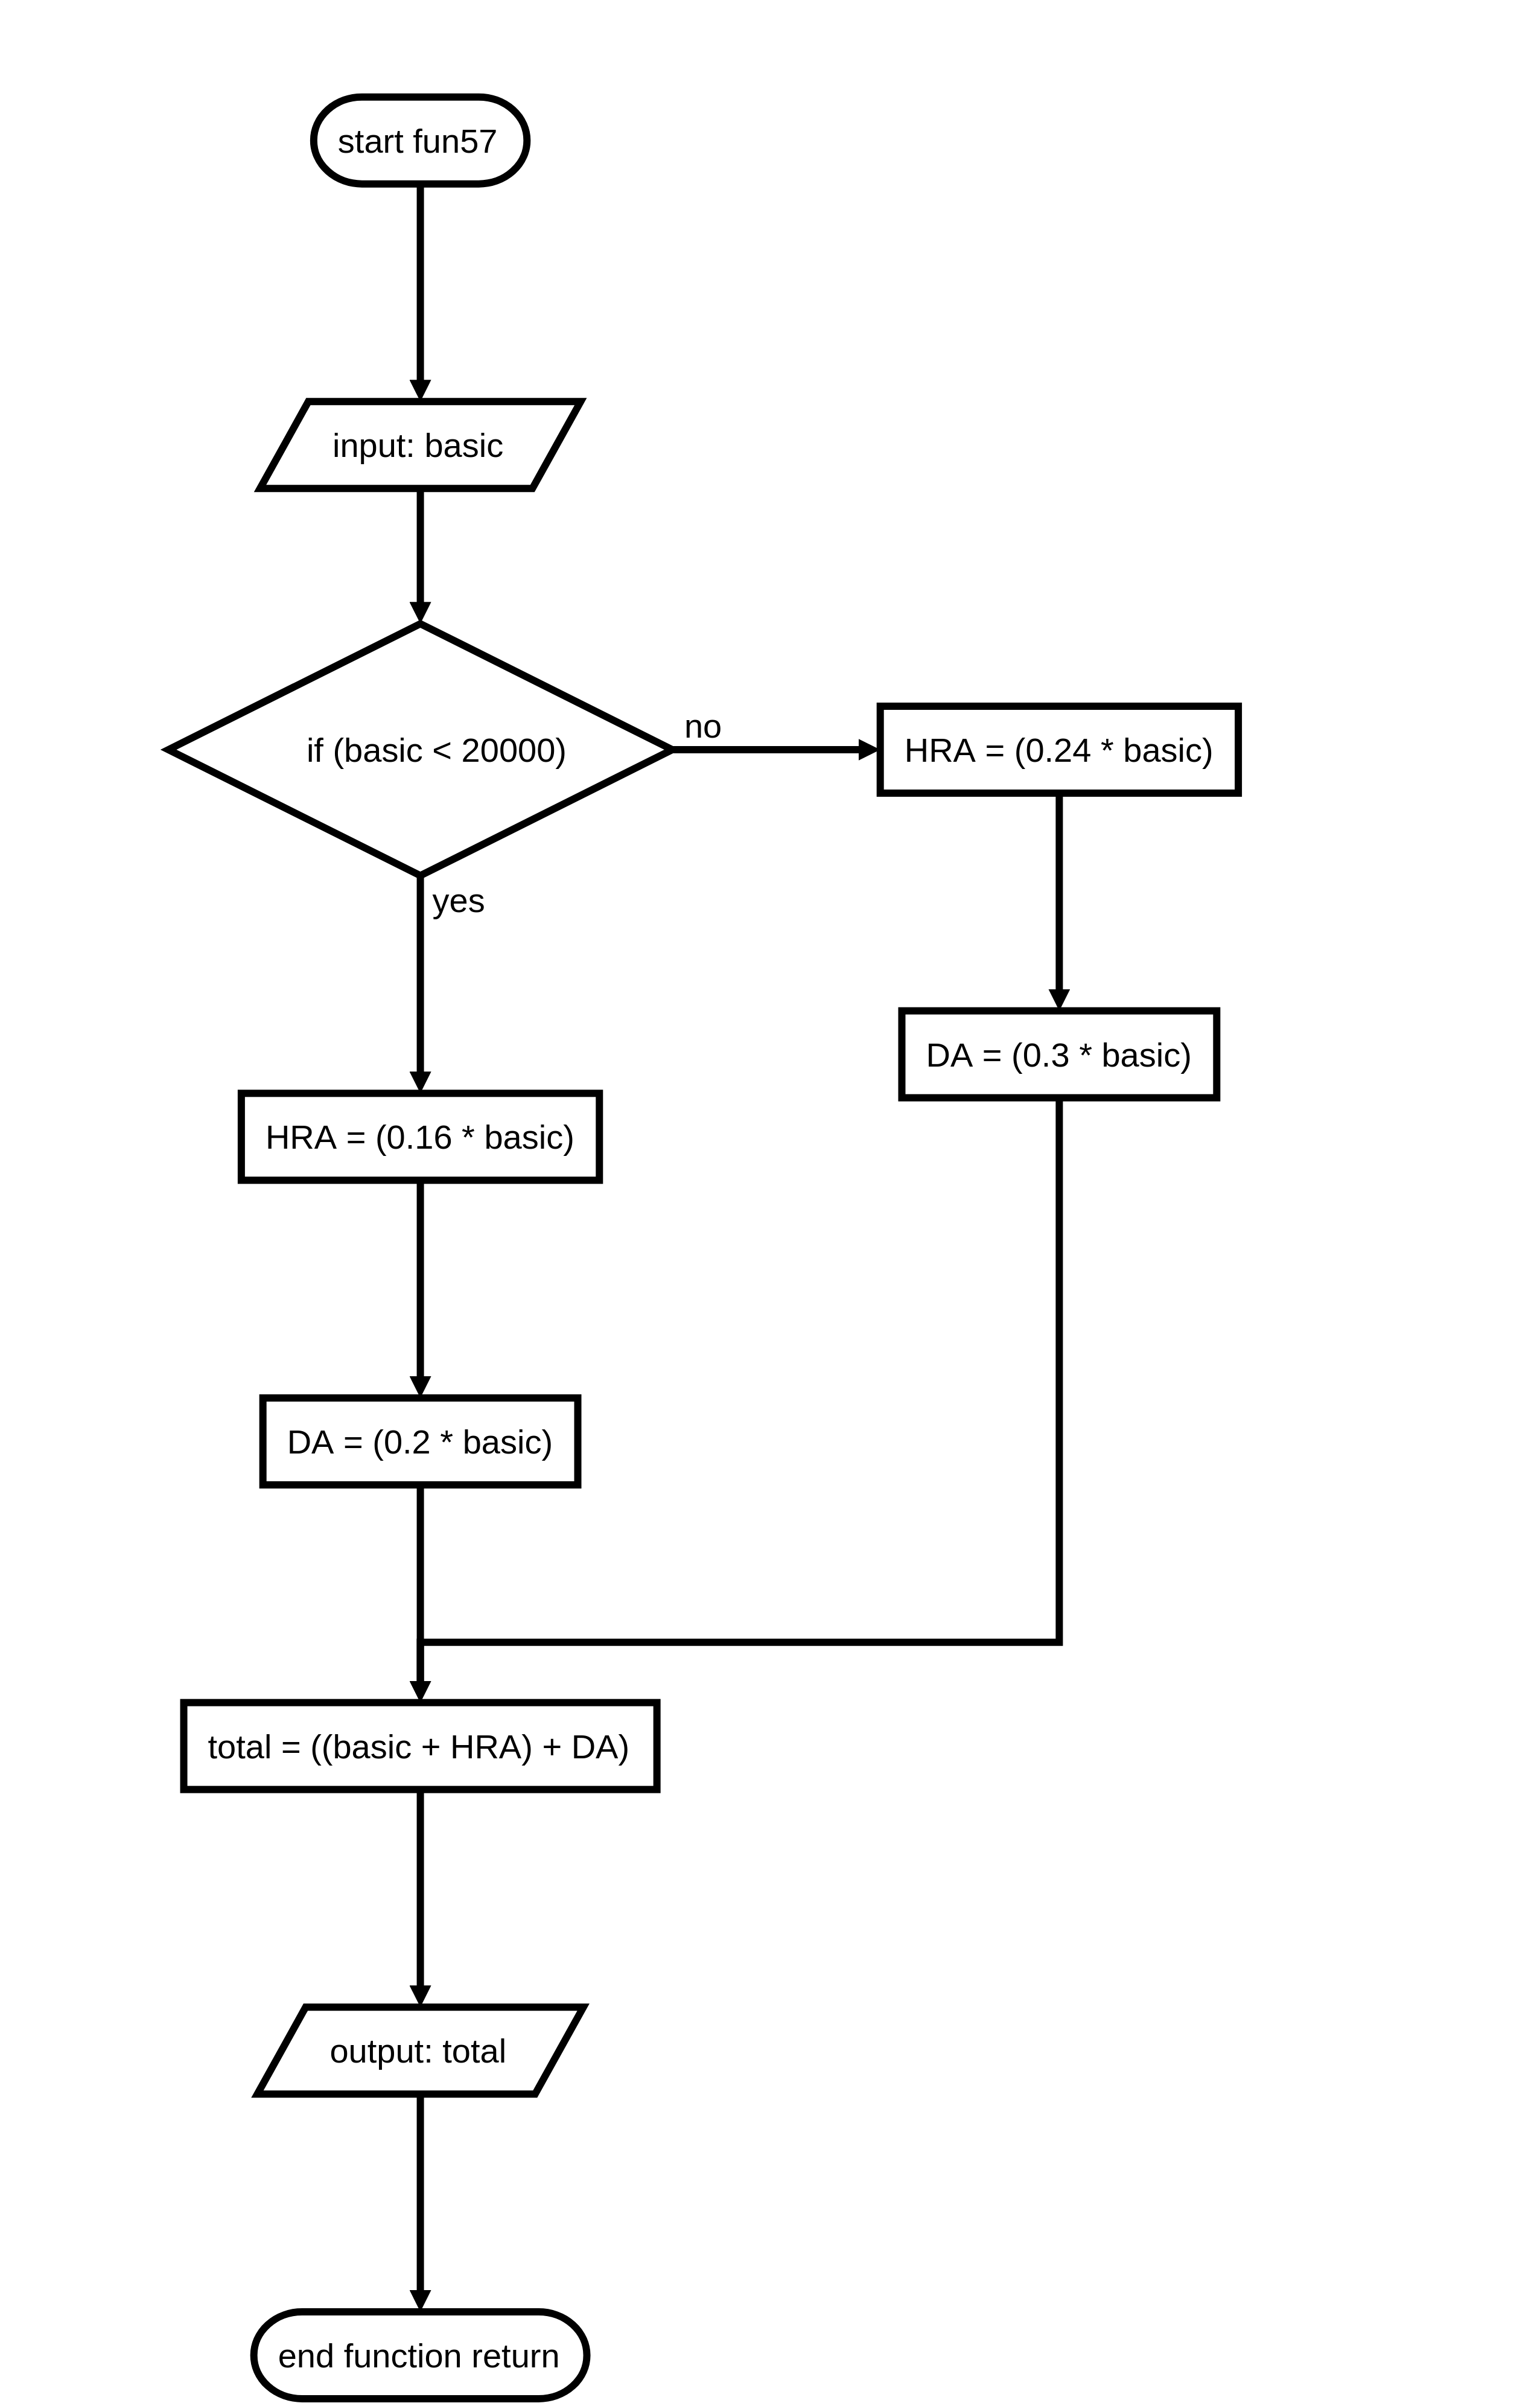 start fun57
input: basic
if (basic < 20000)
no
HRA = (0.24 * basic)
yes
DA = (0.3 * basic)
HRA = (0.16 * basic)
DA = (0.2 * basic)
total = ((basic + HRA) + DA)
output: total
end function return